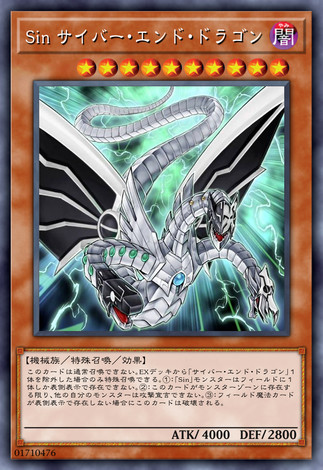 Sin サイバー・エンド・ドラゴン
闇
やみ
【機械族／特殊召喚／効果】
このカードは通常召喚できない。EXデッキから「サイバー・エンド・ドラゴン」1
体を除外した場合のみ特殊召喚できる。①：「Sin」モンスターはフィールドに1
体しか表側表示で存在できない。②：このカードがモンスターゾーンに存在す
る限り、他の自分のモンスターは攻撃宣言できない。③：フィールド魔法カード
が表側表示で存在しない場合にこのカードは破壊される。
ATK/ 4000 DEF/2800
01710476